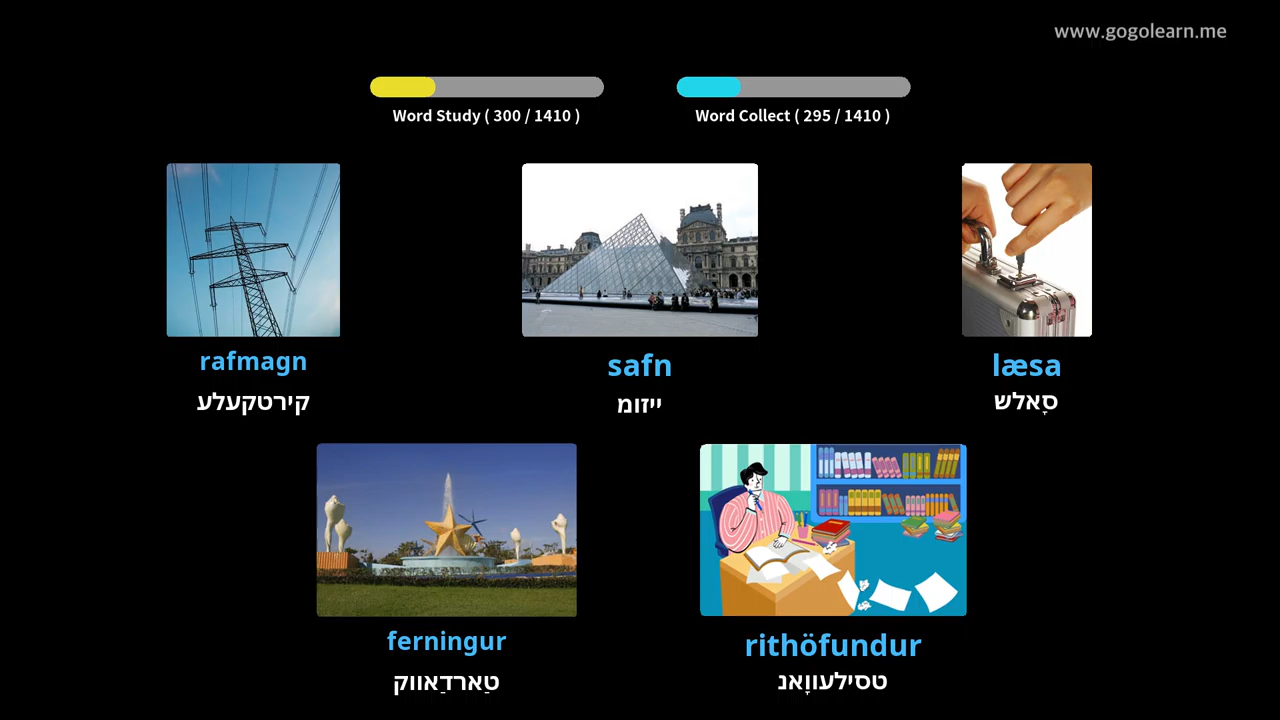 www.gogolearn.me
Word Study ( 300 / 1410 )
Word Collect ( 295 / 1410 )
rafmagn
קירטקעלע
safn
ייזומ
læsa
סָאלש
ferningur
טַארדַאווק
rithöfundur
טסילעווָאנ